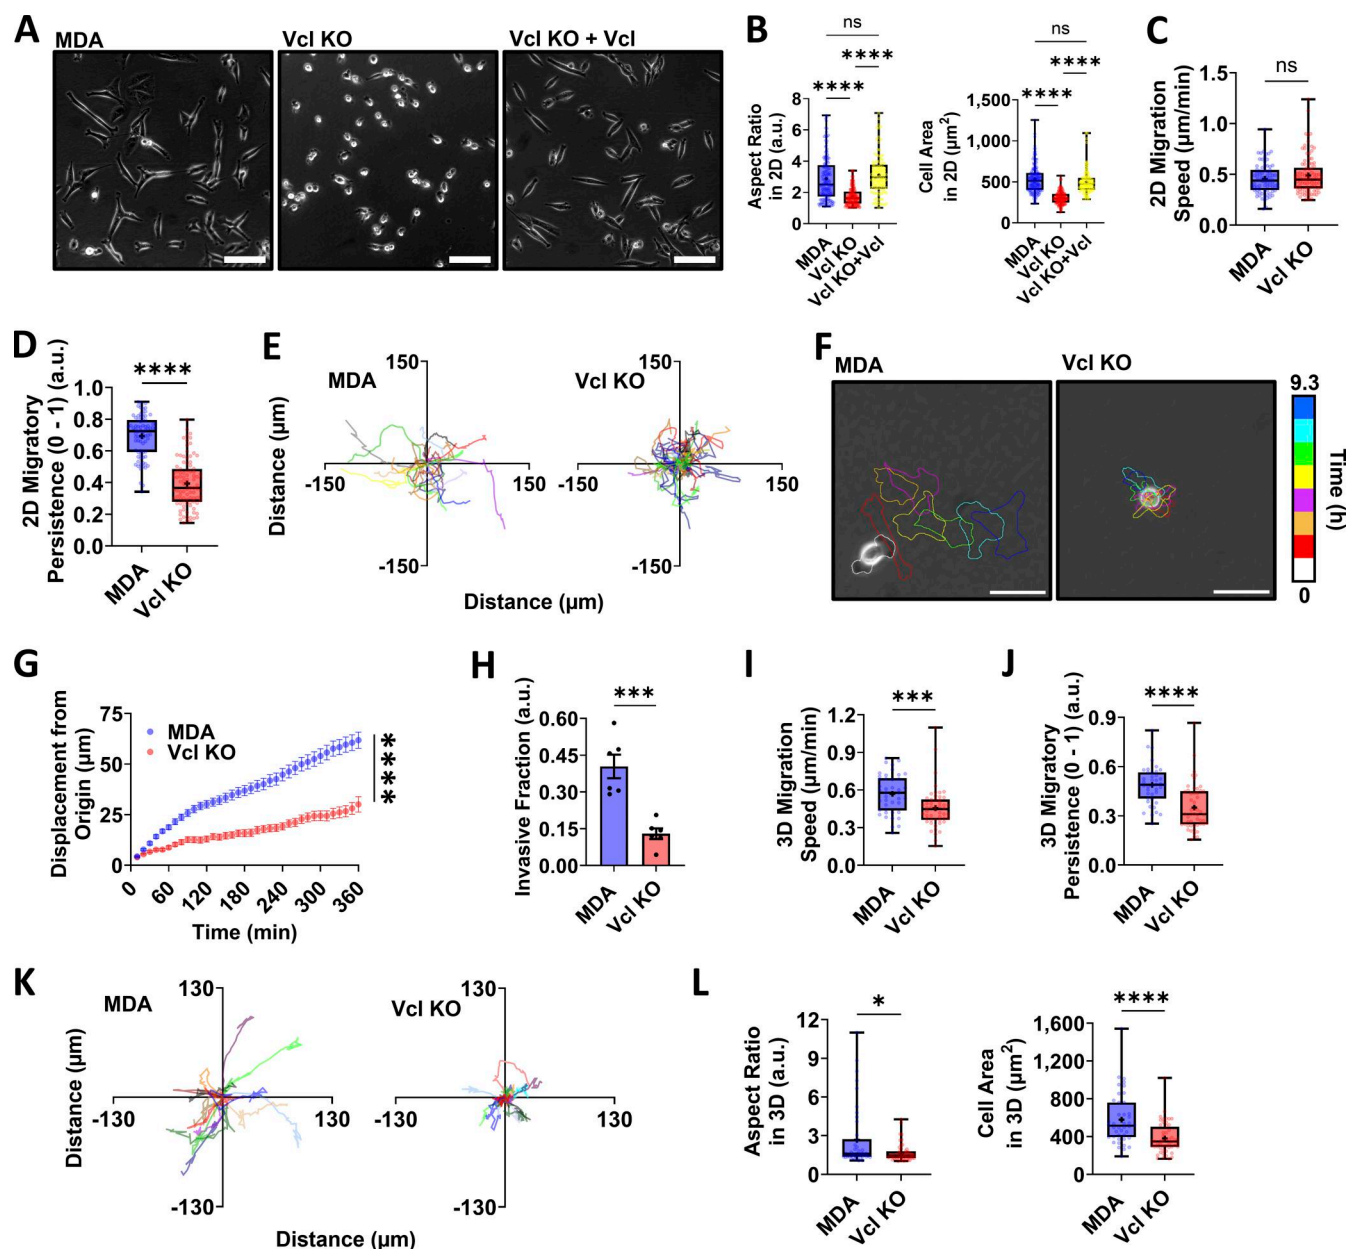 A
MDA
Vcl KO
Vcl KO + Vcl
B
ns
****
****
8
6
4
2
0
Aspect Ratio
in 2D (a.u.)
MDA
Vcl KO
Vcl KO+Vcl
ns
****
****
1,500
1,000
500
0
Cell Area
in 2D (µm²)
MDA
Vcl KO
Vcl KO+Vcl
C
ns
1.5
1.0
0.5
0.0
2D Migration
Speed (µm/min)
MDA
Vcl KO
D
****
1.0
0.8
0.6
0.4
0.2
0.0
2D Migratory
Persistence (0 - 1) (a.u.)
MDA
Vcl KO
E
MDA
150
-150
150
-150
Vcl KO
150
-150
150
-150
Distance (µm)
Distance (µm)
F
MDA
Vcl KO
9.3
0
Time (h)
G
75
50
25
0
Displacement from
Origin (µm)
MDA
Vcl KO
****
0
60
120
180
240
300
360
Time (min)
H
***
0.60
0.45
0.30
0.15
0.00
Invasive Fraction (a.u.)
MDA
Vcl KO
I
***
1.2
0.9
0.6
0.3
0.0
3D Migration
Speed (µm/min)
MDA
Vcl KO
J
****
0.9
0.6
0.3
0.0
3D Migratory
Persistence (0 - 1) (a.u.)
MDA
Vcl KO
K
MDA
130
-130
130
-130
Vcl KO
130
-130
130
-130
Distance (µm)
Distance (µm)
L
*
12
9
6
3
0
Aspect Ratio
in 3D (a.u.)
MDA
Vcl KO
****
1,600
1,200
800
400
0
Cell Area
in 3D (µm²)
MDA
Vcl KO